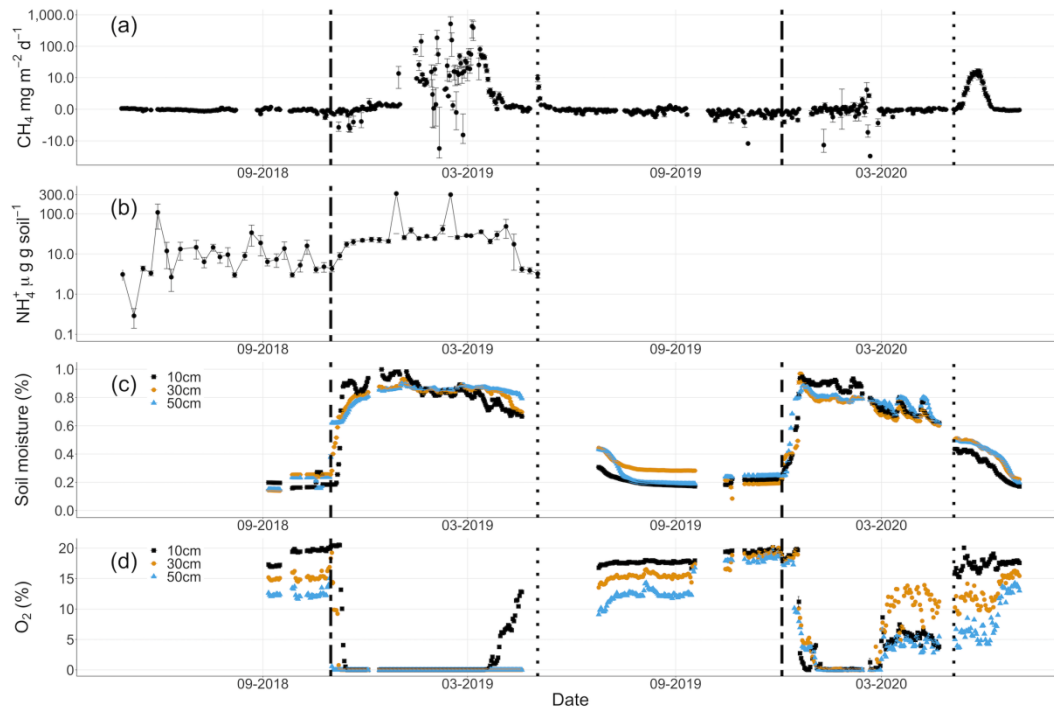 (a)
CH₄ mg m⁻² d⁻¹
1,000.0
100.0
10.0
0.0
-10.0
09-2018 03-2019 09-2019 03-2020
(b)
NH₄⁺ μ g g soil⁻¹
300.0
100.0
10.0
1.0
0.1
09-2018 03-2019 09-2019 03-2020
(c)
Soil moisture (%)
1.0
0.8
0.6
0.4
0.2
0.0
10cm
30cm
50cm
09-2018 03-2019 09-2019 03-2020
(d)
O₂ (%)
20
15
10
5
0
10cm
30cm
50cm
09-2018 03-2019 09-2019 03-2020
Date